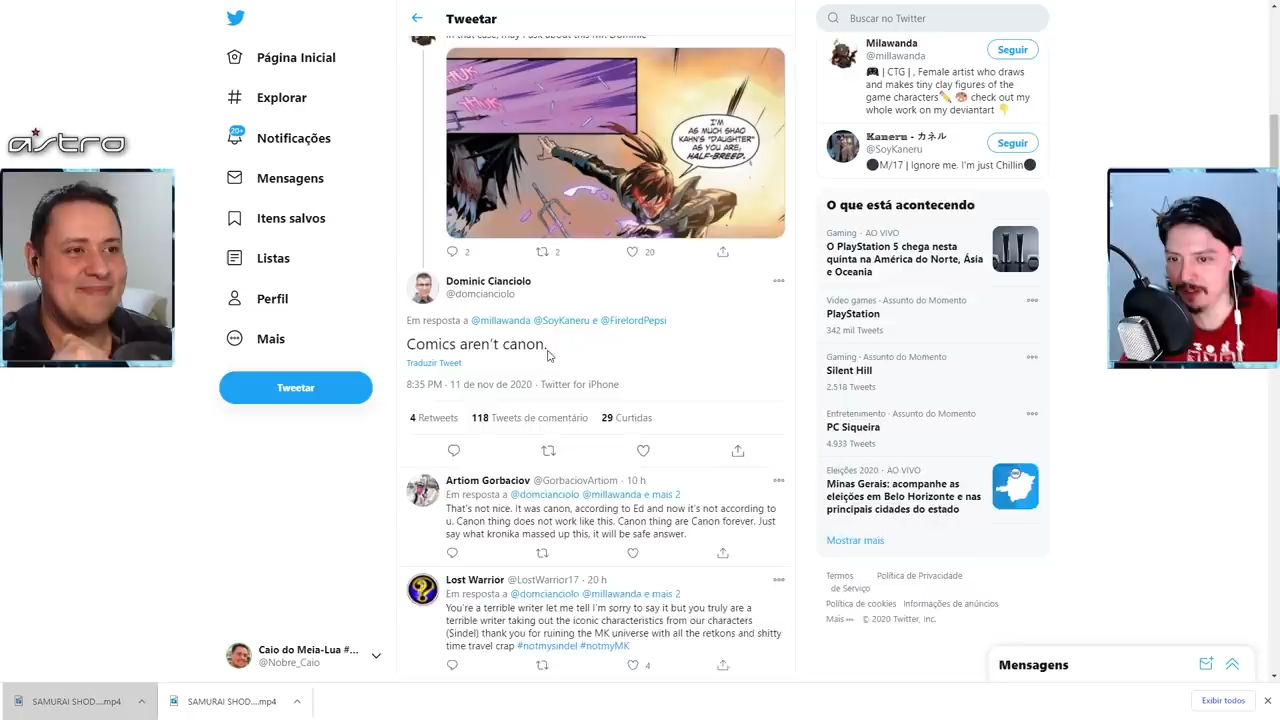 Tweetar
Buscar no Twitter
Página Inicial
Explorar
20+
Notificações
Mensagens
Itens salvos
Listas
Perfil
Mais
Tweetar
Caio do Meia-Lua #...
@Nobre_Caio
astro
In that case, may I ask about this Mr. Dominic
THUK
THUK
I'M
AS MUCH SHAO
KAHN'S "DAUGHTER"
AS YOU ARE,
HALF-BREED.
2
2
20
Dominic Cianciolo
@domcianciolo
Em resposta a @millawanda @SoyKaneru e @FirelordPepsi
Comics aren't canon.
Traduzir Tweet
8:35 PM · 11 de nov de 2020 · Twitter for iPhone
4 Retweets 118 Tweets de comentário 29 Curtidas
Artiom Gorbaciov @GorbaciovArtiom · 10 h
Em resposta a @domcianciolo @millawanda e mais 2
That's not nice. It was canon, according to Ed and now it's not according to
u. Canon thing does not work like this. Canon thing are Canon forever. Just
say what kronika massed up this, it will be safe answer.
Lost Warrior @LostWarrior17 · 20 h
Em resposta a @domcianciolo @millawanda e mais 2
You're a terrible writer let me tell I'm sorry to say it but you truly are a
terrible writer taking out the iconic characteristics from our characters
(Sindel) thank you for ruining the MK universe with all the retkons and shitty
time travel crap #notmysindel #notmyMK
4
Milawanda
@millawanda
Seguir
| CTG | , Female artist who draws
and makes tiny clay figures of the
game characters check out my
whole work on my deviantart
Kaneru - カネル
@SoyKaneru
Seguir
M/17 | Ignore me. I'm just Chillin
O que está acontecendo
Gaming · AO VIVO
O PlayStation 5 chega nesta
quinta na América do Norte, Ásia
e Oceania
Video games · Assunto do Momento
PlayStation
342 mil Tweets
Gaming · Assunto do Momento
Silent Hill
2.518 Tweets
Entretenimento · Assunto do Momento
PC Siqueira
4.933 Tweets
Eleições 2020 · AO VIVO
Minas Gerais: acompanhe as
eleições em Belo Horizonte e nas
principais cidades do estado
Mostrar mais
Termos de Serviço
Política de Privacidade
Política de cookies
Informações de anúncios
Mais
© 2020 Twitter, Inc.
Mensagens
SAMURAI SHOD....mp4
SAMURAI SHOD....mp4
Exibir todos